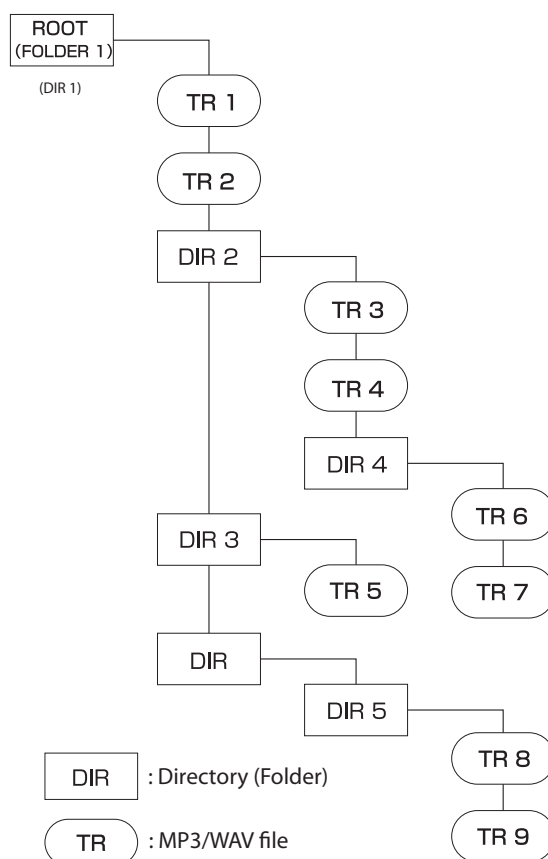 ROOT
(FOLDER 1)
(DIR 1)
TR 1
TR 2
DIR 2
TR 3
TR 4
DIR 4
TR 6
DIR 3
TR 5
TR 7
DIR
DIR 5
TR 8
DIR : Directory (Folder)
TR 9
TR : MP3/WAV file